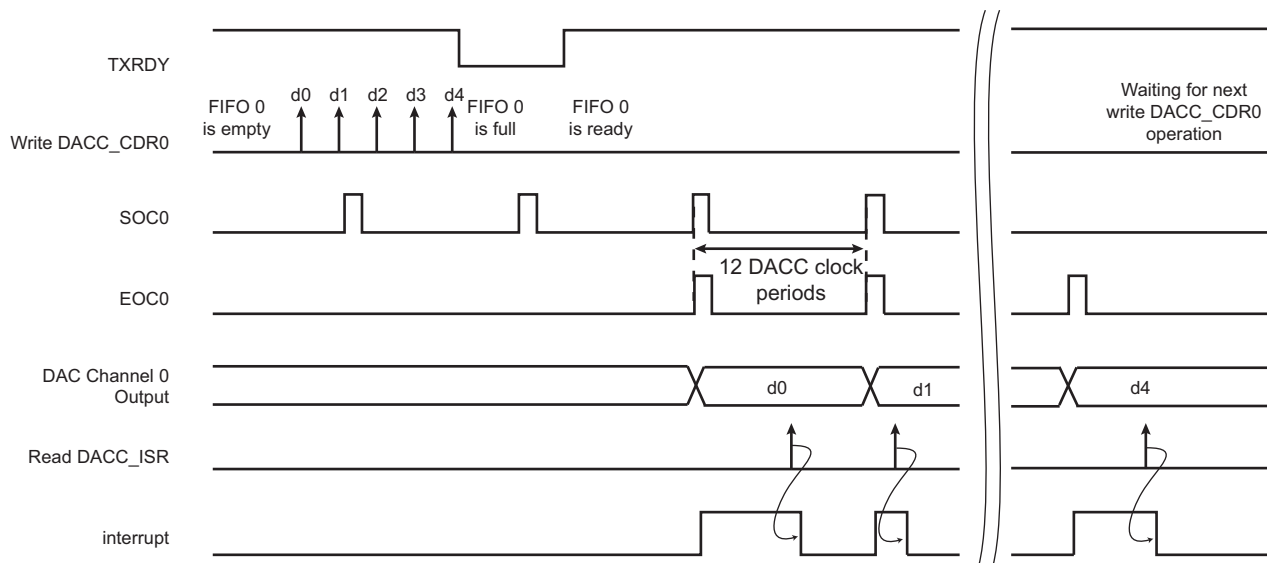 TXRDY
FIFO 0
is empty
d0
d1
d2
d3
d4
FIFO 0
is full
FIFO 0
is ready
Waiting for next
write DACC_CDR0
operation
Write DACC_CDR0
SOC0
12 DACC clock
periods
EOC0
DAC Channel 0
Output
d0
d1
d4
Read DACC_ISR
interrupt